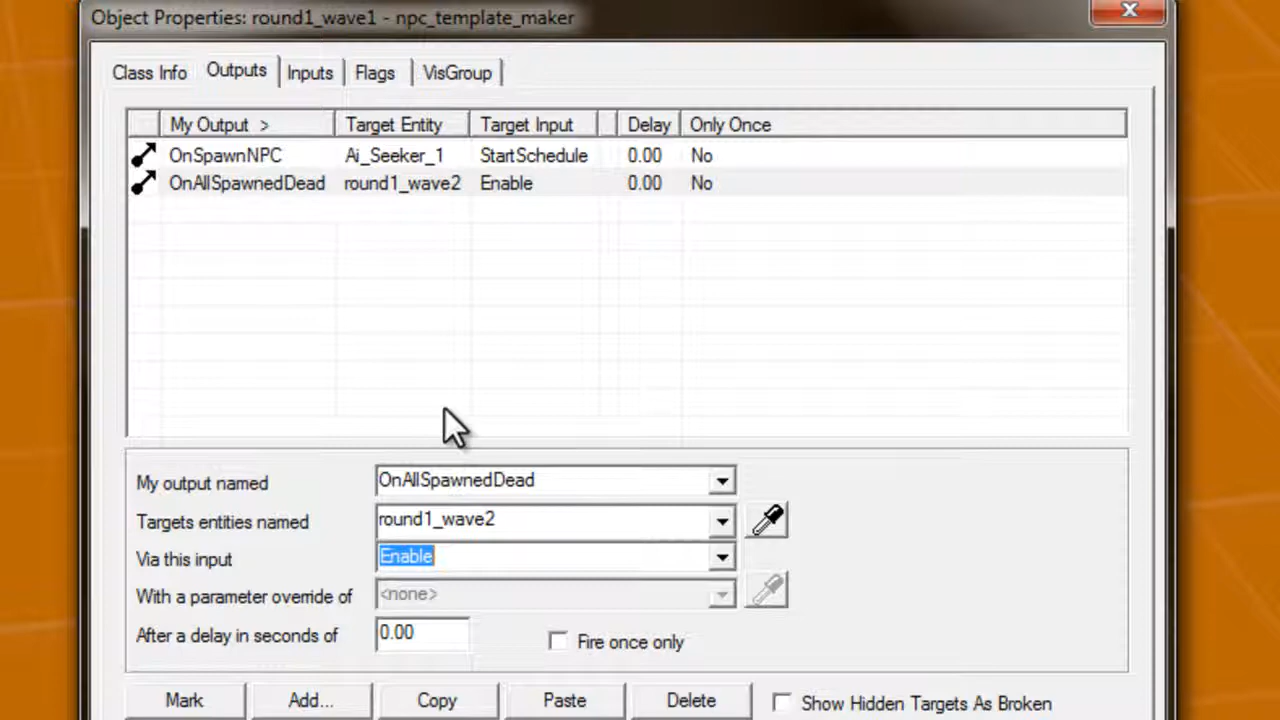 Object Properties: round1_wave1 - npc_template_maker
Class Info Outputs Inputs Flags VisGroup
My Output > Target Entity Target Input Delay Only Once
OnSpawnNPC Ai_Seeker_1 StartSchedule 0.00 No
OnAllSpawnedDead round1_wave2 Enable 0.00 No
My output named OnAllSpawnedDead
Targets entities named round1_wave2
Via this input Enable
With a parameter override of <none>
After a delay in seconds of 0.00 Fire once only
Mark Add... Copy Paste Delete Show Hidden Targets As Broken